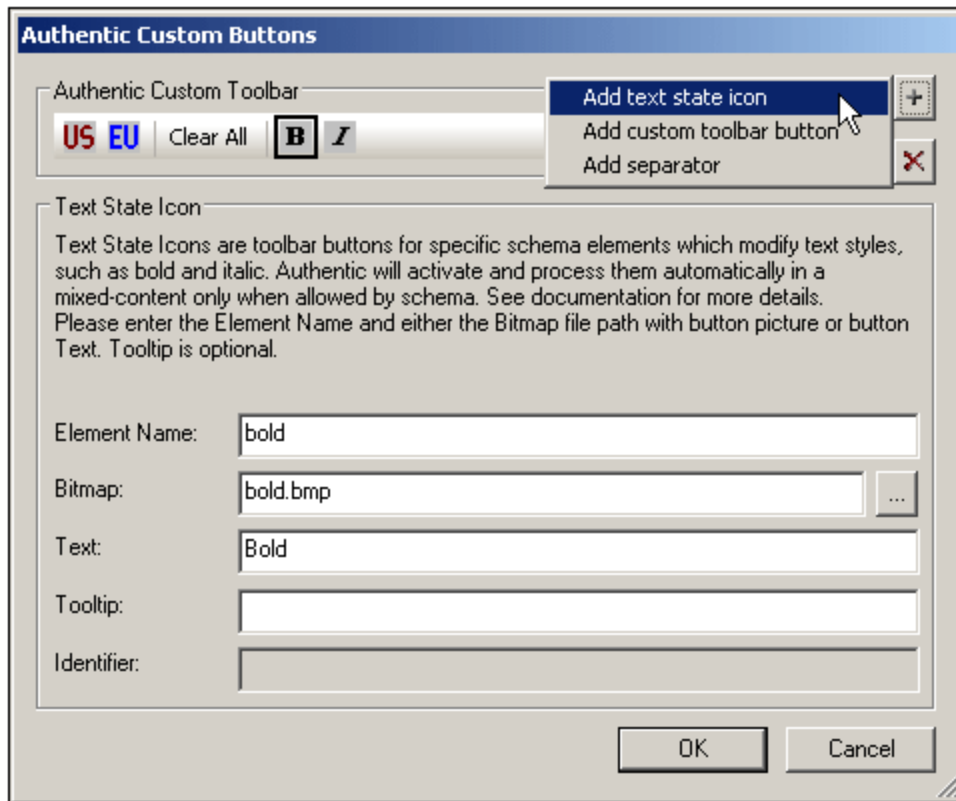 Authentic Custom Buttons
Authentic Custom Toolbar
US EU Clear All B I
Add text state icon
+
Add custom toolbar button
Add separator
Text State Icon
Text State Icons are toolbar buttons for specific schema elements which modify text styles,
such as bold and italic. Authentic will activate and process them automatically in a
mixed-content only when allowed by schema. See documentation for more details.
Please enter the Element Name and either the Bitmap file path with button picture or button
Text. Tooltip is optional.
Element Name: bold
Bitmap: bold.bmp ...
Text: Bold
Tooltip:
Identifier:
OK Cancel